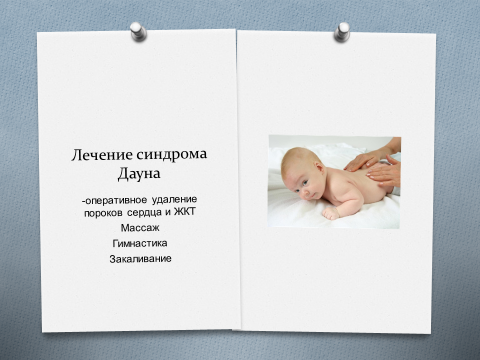 Лечение синдрома
Дауна
-оперативное удаление
пороков сердца и ЖКТ
Массаж
Гимнастика
Закаливание